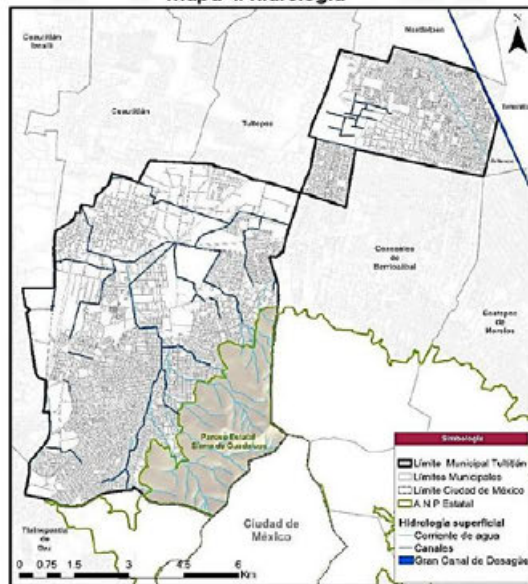 Cuautitlán
Izcalli
Cuautitlán
Tultepec
Nextlalpan
Tonanitla
Coacalco
de
Berriozábal
Ecatepec
de
Morelos
Parque Estatal
Sierra de Guadalupe
Tlalnepantla
de
Baz
Ciudad de
México
0 0.75 1.5 3 4.5 6
Km
Simbología
Límite Municipal Tultitlán
Límites Municipales
Límite Ciudad de México
A N P Estatal
Hidrología superficial
Corriente de agua
Canales
Gran Canal de Desagüe